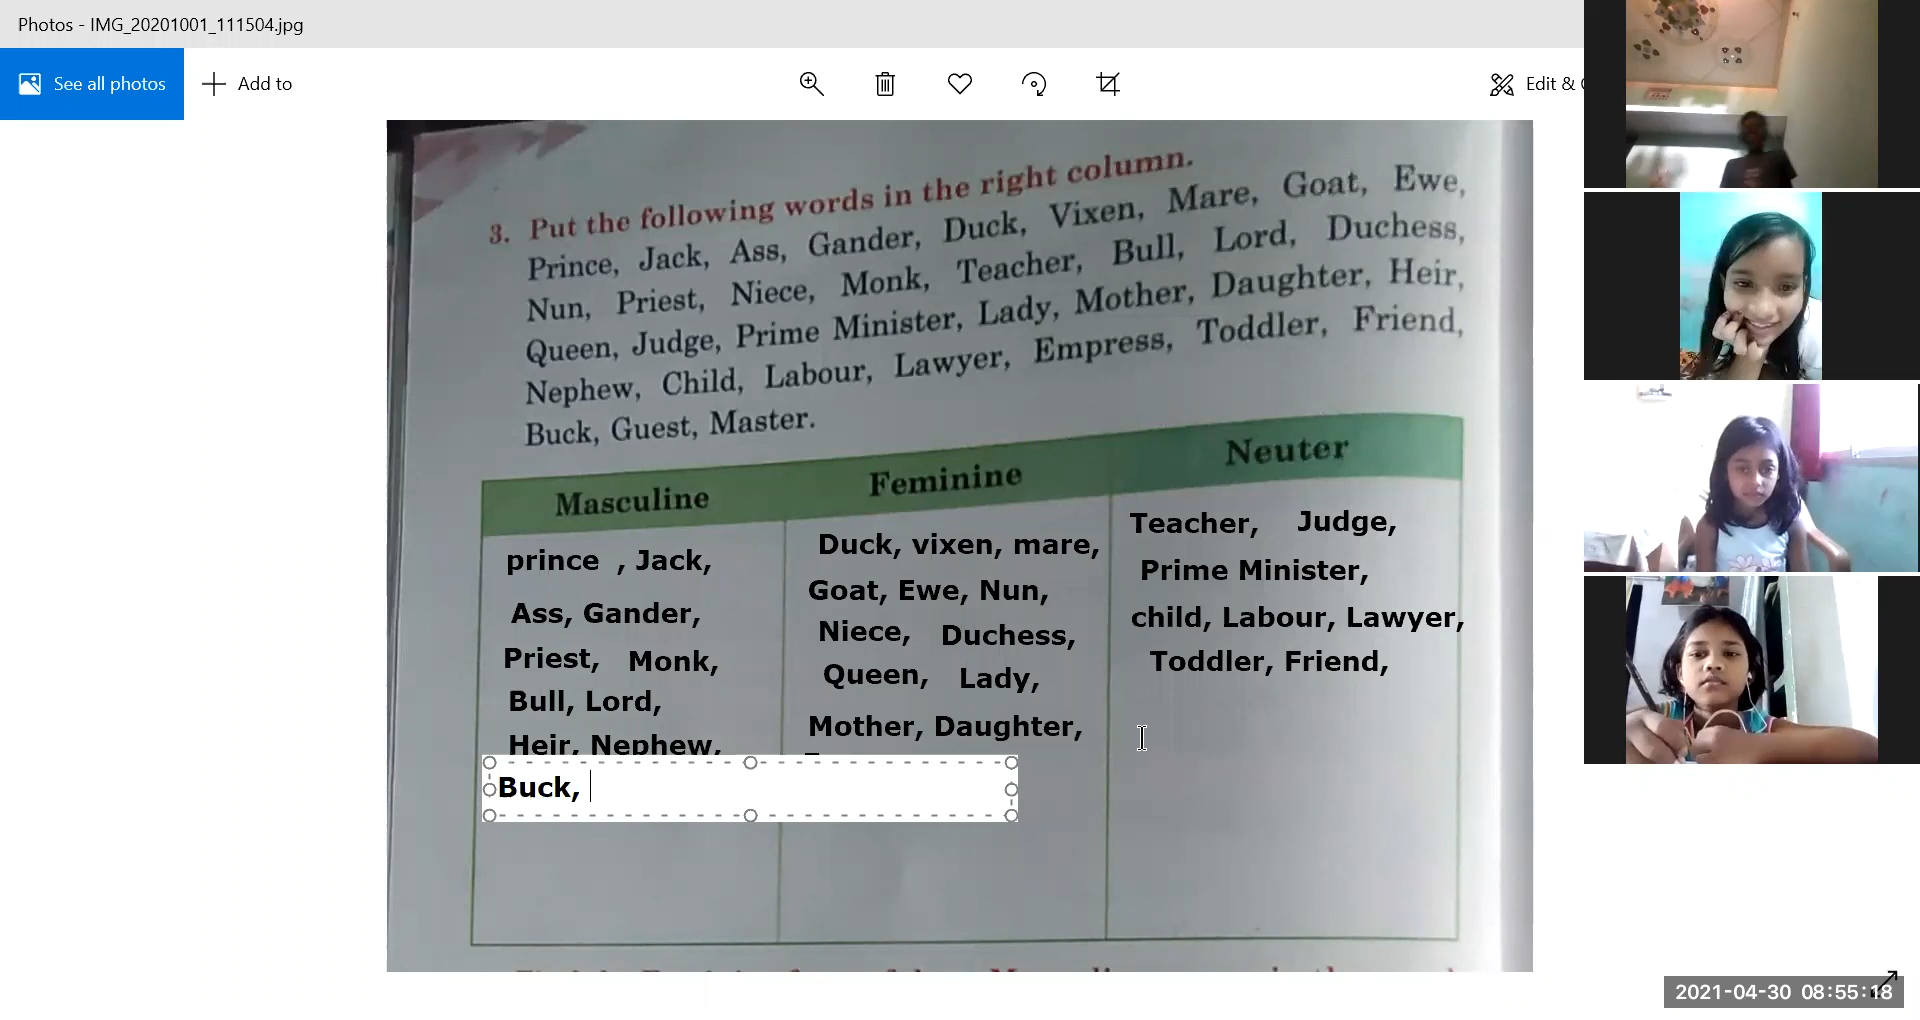 Photos - IMG_20201001_111504.jpg
See all photos
Add to
Edit &
3. Put the following words in the right column.
Prince, Jack, Ass, Gander, Duck, Vixen, Mare, Goat, Ewe,
Nun, Priest, Niece, Monk, Teacher, Bull, Lord, Duchess,
Queen, Judge, Prime Minister, Lady, Mother, Daughter, Heir,
Nephew, Child, Labour, Lawyer, Empress, Toddler, Friend,
Buck, Guest, Master.
Masculine
prince , Jack,
Ass, Gander,
Priest, Monk,
Bull, Lord,
Heir, Nephew,
Buck,
Feminine
Duck, vixen, mare,
Goat, Ewe, Nun,
Niece, Duchess,
Queen, Lady,
Mother, Daughter,
Neuter
Teacher, Judge,
Prime Minister,
child, Labour, Lawyer,
Toddler, Friend,
2021-04-30 08:55:18